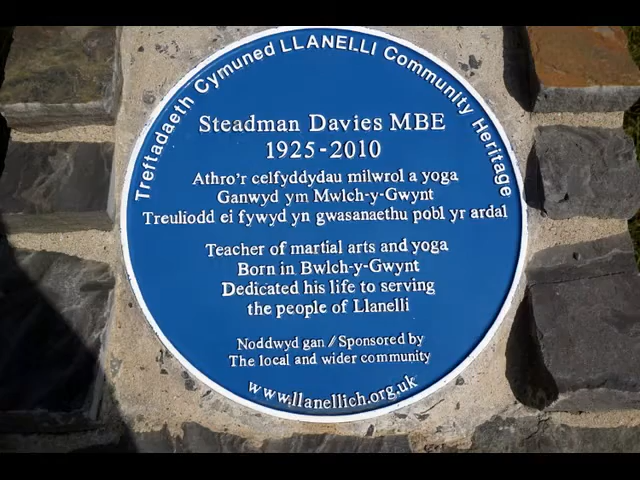 Treftadaeth Cymuned LLANELLI Community Heritage
Steadman Davies MBE
1925-2010
Athro'r celfyddydau milwrol a yoga
Ganwyd ym Mwlch-y-Gwynt
Treuliodd ei fywyd yn gwasanaethu pobl yr ardal
Teacher of martial arts and yoga
Born in Bwlch-y-Gwynt
Dedicated his life to serving
the people of Llanelli
Noddwyd gan / Sponsored by
The local and wider community
www.llanellich.org.uk